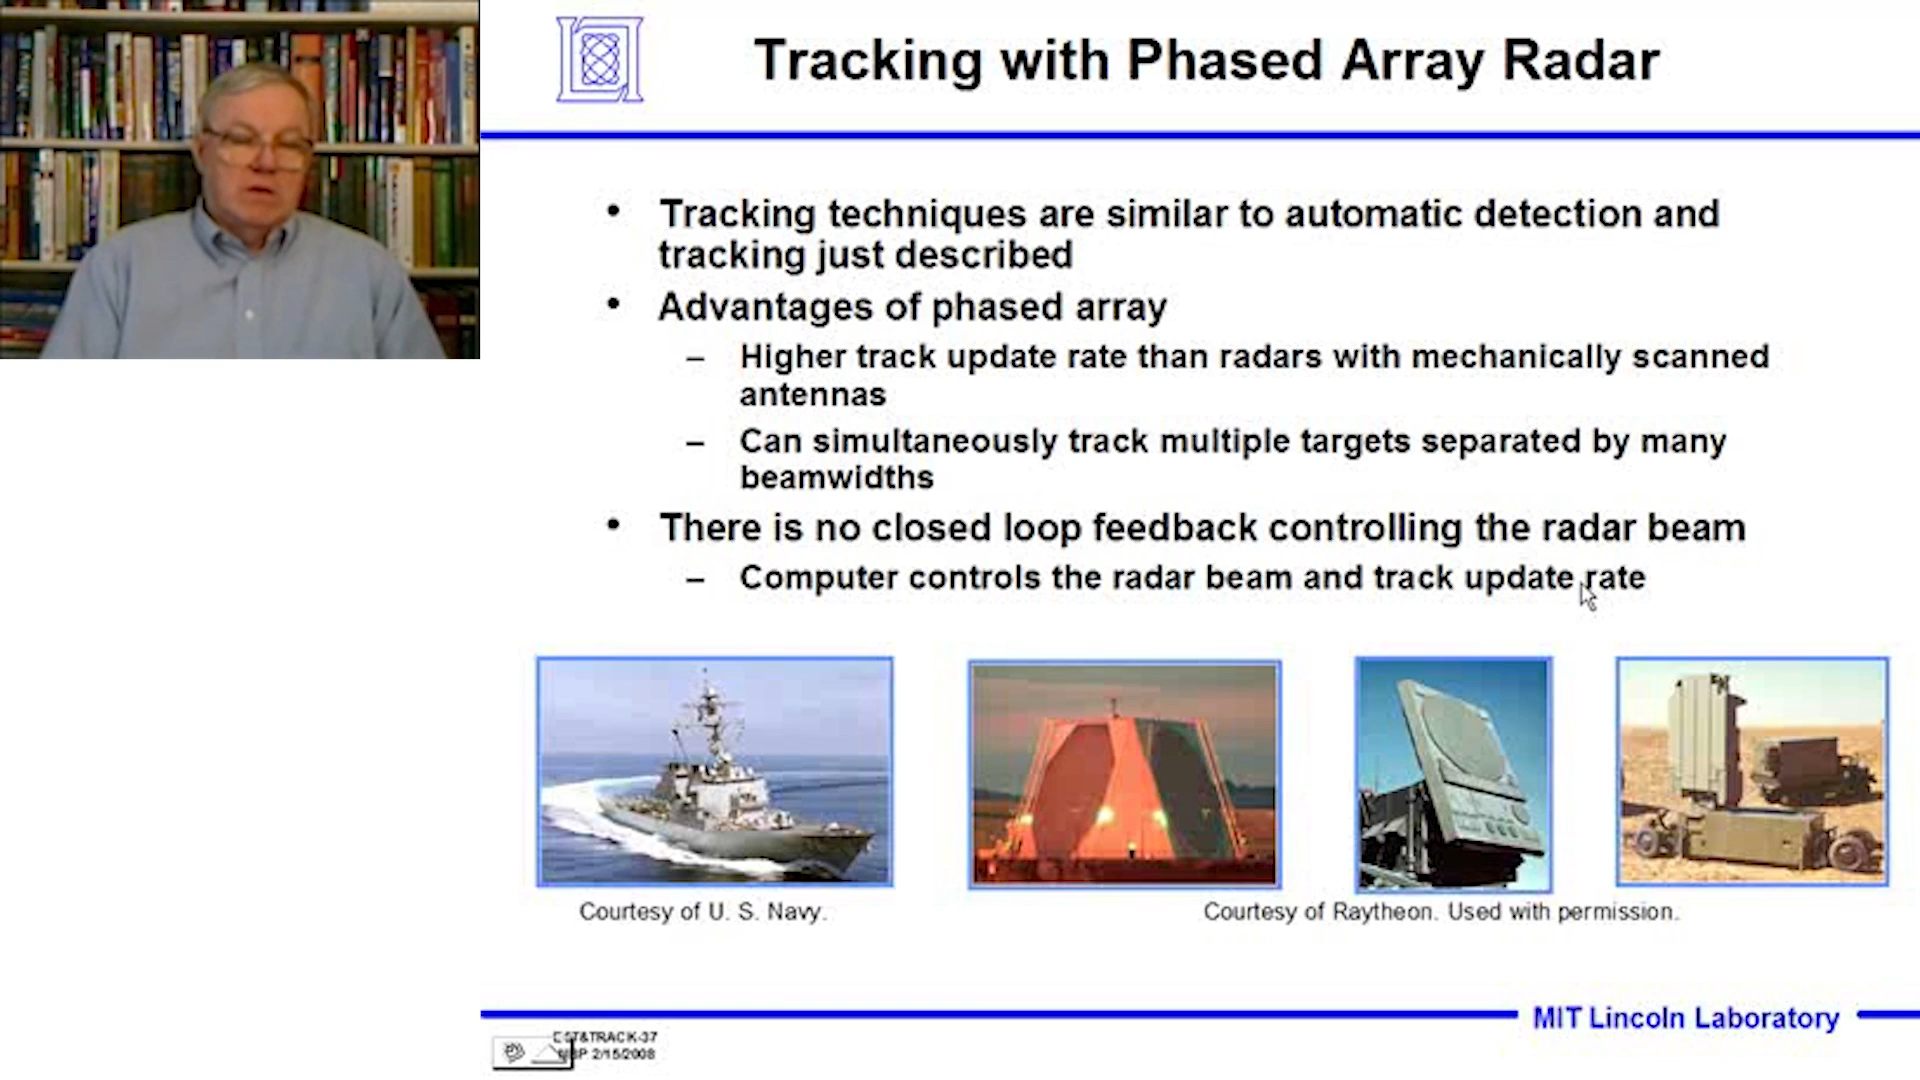 Tracking with Phased Array Radar
• Tracking techniques are similar to automatic detection and
tracking just described
• Advantages of phased array
– Higher track update rate than radars with mechanically scanned
antennas
– Can simultaneously track multiple targets separated by many
beamwidths
• There is no closed loop feedback controlling the radar beam
– Computer controls the radar beam and track update rate
Courtesy of U. S. Navy.
Courtesy of Raytheon. Used with permission.
MIT Lincoln Laboratory
2/15/2008